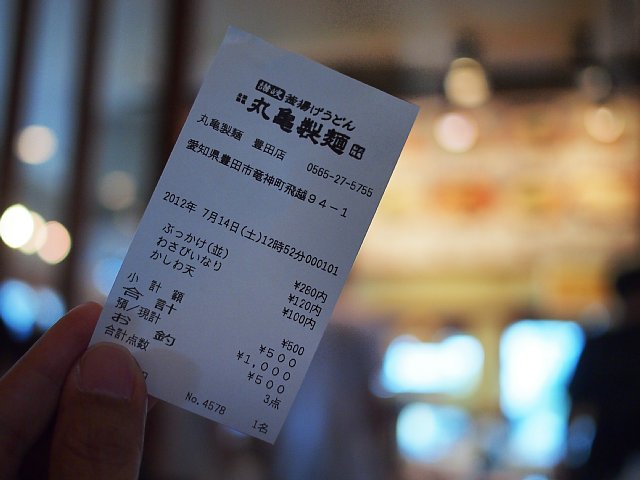 讃岐釜揚げうどん
丸亀製麺
丸亀製麺 豊田店 0565-27-5755
愛知県豊田市竜神町飛越94-1
2012年 7月14日(土)12時52分000101
ぶっかけ(並) ¥280内
わさびいなり ¥120内
かしわ天 ¥100内
小計額 ¥500
合計 ¥500
預/現計 ¥1,000
お釣 ¥500
合計点数 3点
No.4578 1名